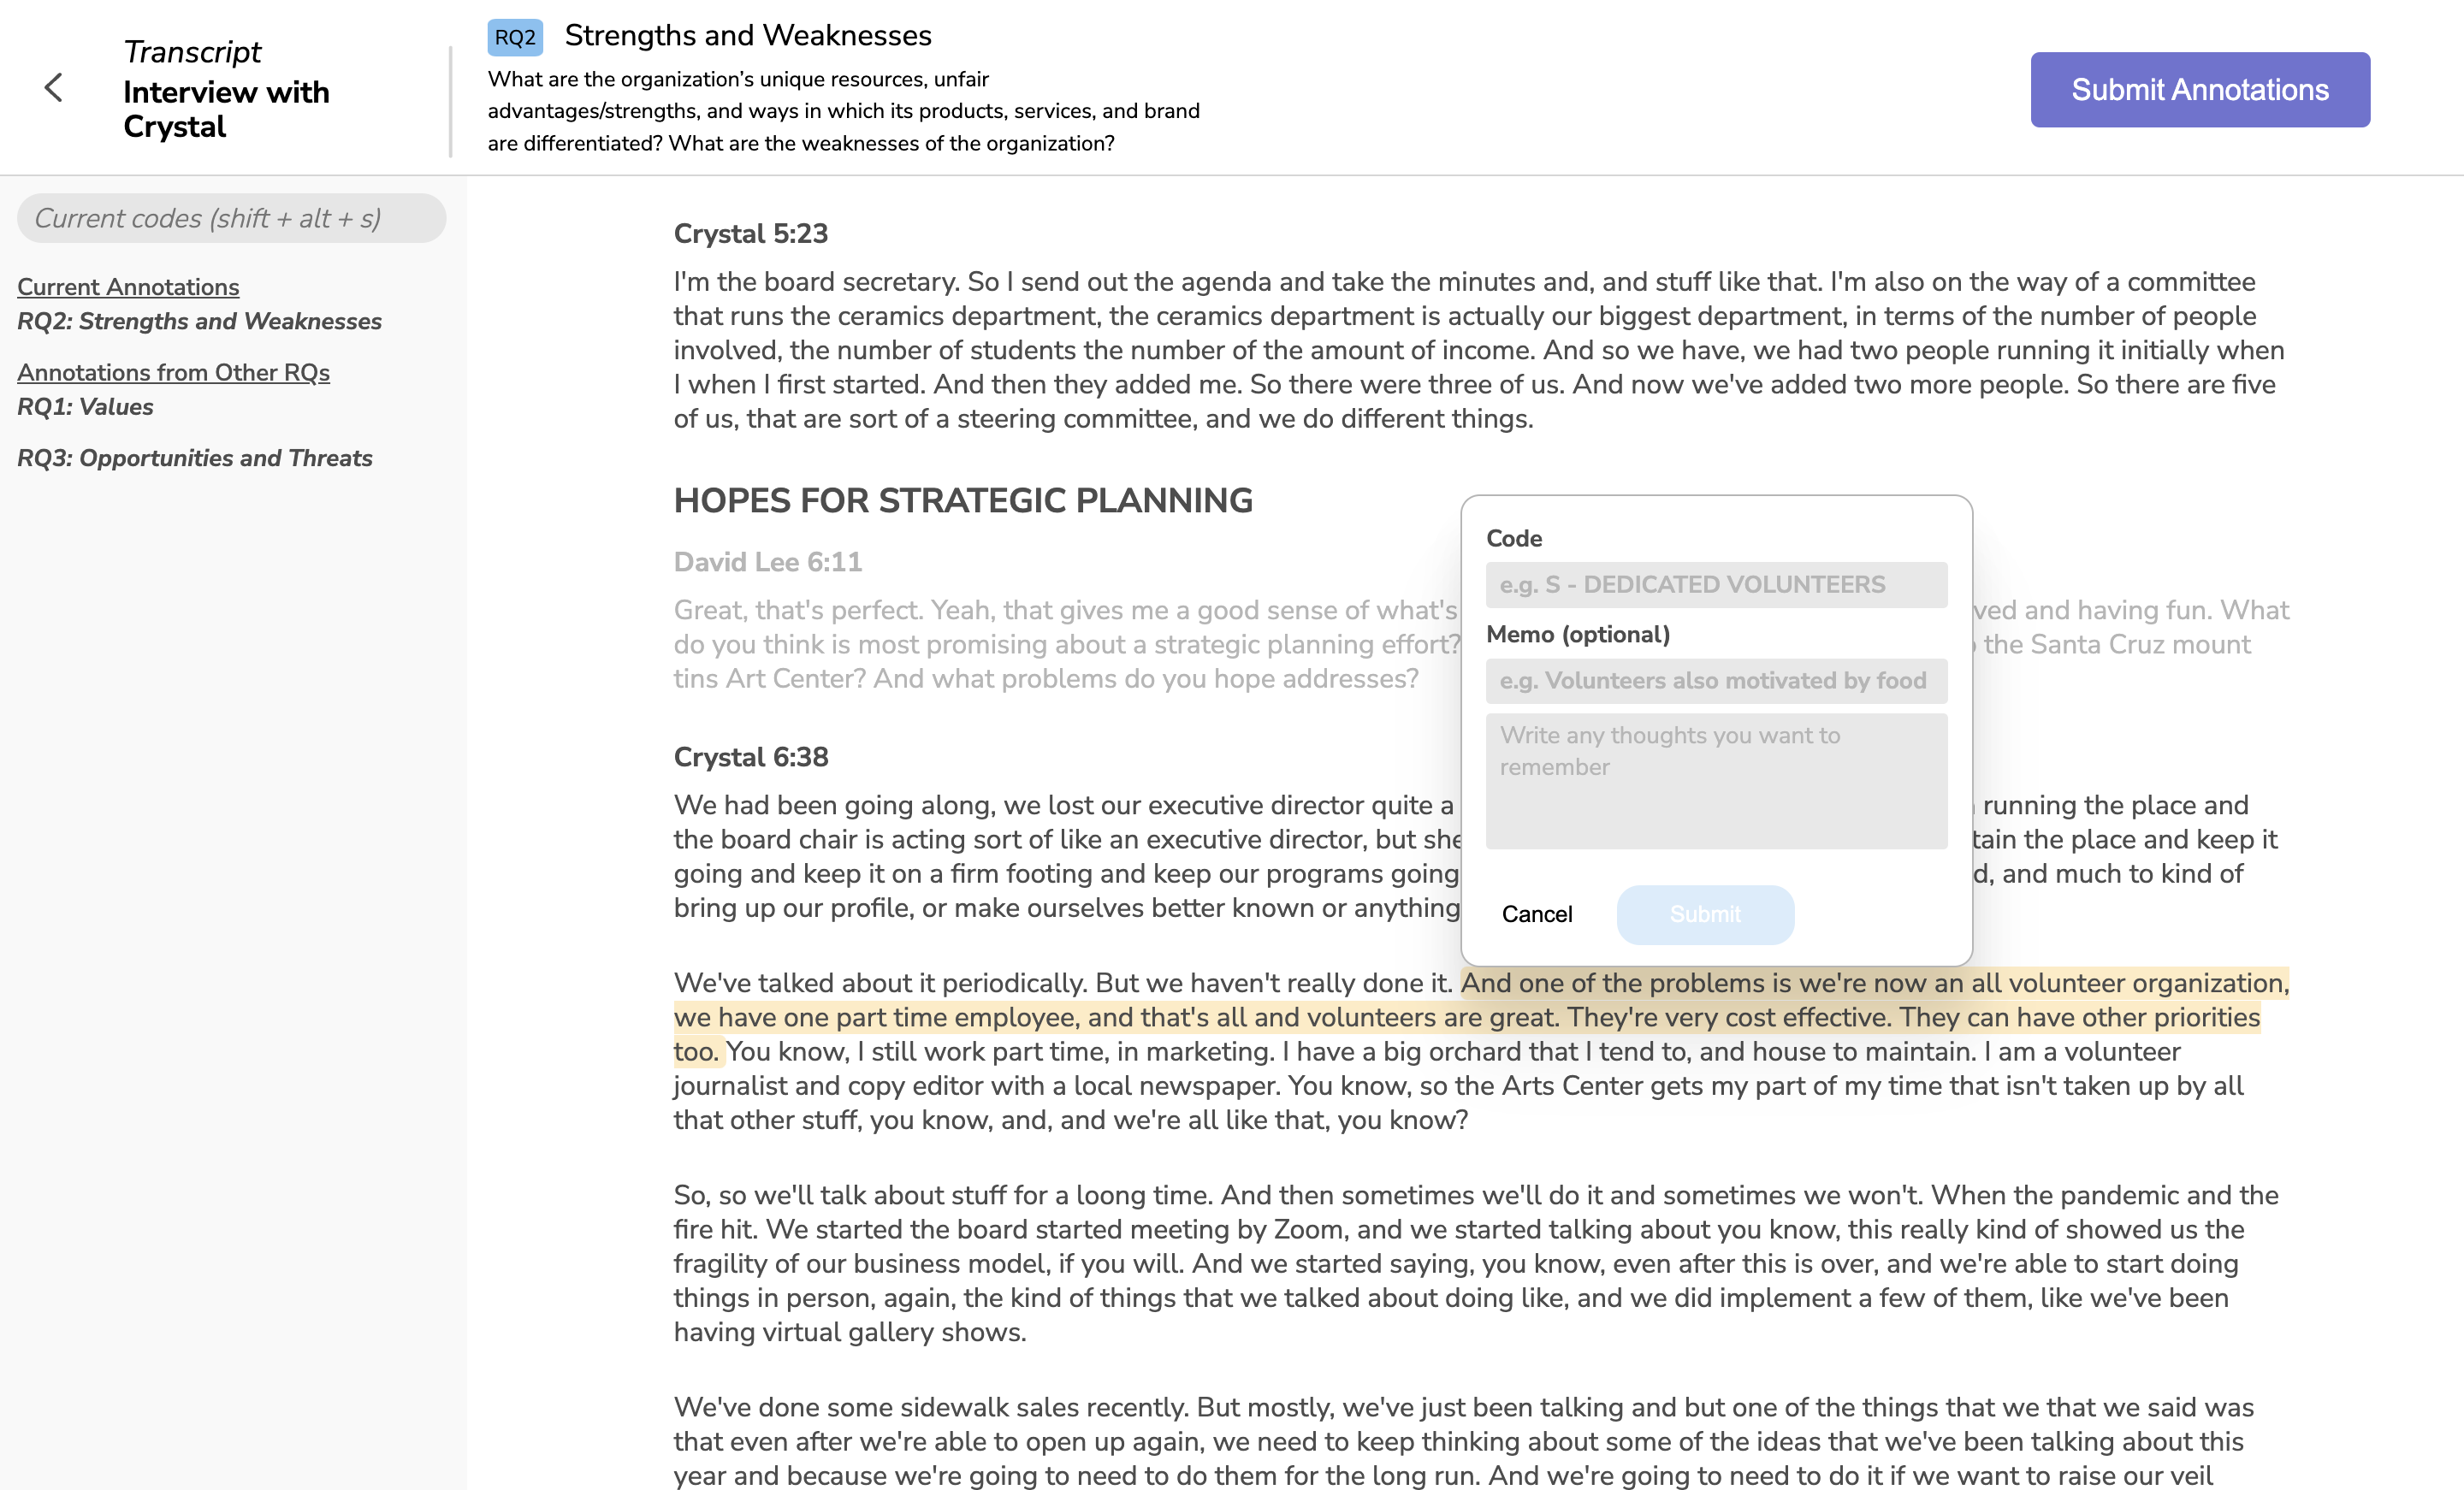 Transcript
Interview with
Crystal
RQ2 Strengths and Weaknesses
What are the organization's unique resources, unfair
advantages/strengths, and ways in which its products, services, and brand
are differentiated? What are the weaknesses of the organization?
Submit Annotations
Current codes (shift + alt + s)
Current Annotations
RQ2: Strengths and Weaknesses
Annotations from Other RQs
RQ1: Values
RQ3: Opportunities and Threats
Crystal 5:23
I'm the board secretary. So I send out the agenda and take the minutes and, and stuff like that. I'm also on the way of a committee
that runs the ceramics department, the ceramics department is actually our biggest department, in terms of the number of people
involved, the number of students the number of the amount of income. And so we have, we had two people running it initially when
I when I first started. And then they added me. So there were three of us. And now we've added two more people. So there are five
of us, that are sort of a steering committee, and we do different things.
HOPES FOR STRATEGIC PLANNING
David Lee 6:11
Great, that's perfect. Yeah, that gives me a good sense of what's and having fun. What
do you think is most promising about a strategic planning effort? the Santa Cruz mount
tins Art Center? And what problems do you hope addresses?
Crystal 6:38
We had been going along, we lost our executive director quite a running the place and
the board chair is acting sort of like an executive director, but she the place and keep it
going and keep it on a firm footing and keep our programs going and much to kind of
bring up our profile, or make ourselves better known or anything
Code
e.g. S - DEDICATED VOLUNTEERS
Memo (optional)
e.g. Volunteers also motivated by food
Write any thoughts you want to
remember
Cancel
Submit
We've talked about it periodically. But we haven't really done it. And one of the problems is we're now an all volunteer organization,
we have one part time employee, and that's all and volunteers are great. They're very cost effective. They can have other priorities
too. You know, I still work part time, in marketing. I have a big orchard that I tend to, and house to maintain. I am a volunteer
journalist and copy editor with a local newspaper. You know, so the Arts Center gets my part of my time that isn't taken up by all
that other stuff, you know, and, and we're all like that, you know?
So, so we'll talk about stuff for a loong time. And then sometimes we'll do it and sometimes we won't. When the pandemic and the
fire hit. We started the board started meeting by Zoom, and we started talking about you know, this really kind of showed us the
fragility of our business model, if you will. And we started saying, you know, even after this is over, and we're able to start doing
things in person, again, the kind of things that we talked about doing like, and we did implement a few of them, like we've been
having virtual gallery shows.
We've done some sidewalk sales recently. But mostly, we've just been talking and but one of the things that we that we said was
that even after we're able to open up again, we need to keep thinking about some of the ideas that we've been talking about this
year and because we're going to need to do them for the long run. And we're going to need to do it if we want to raise our veil